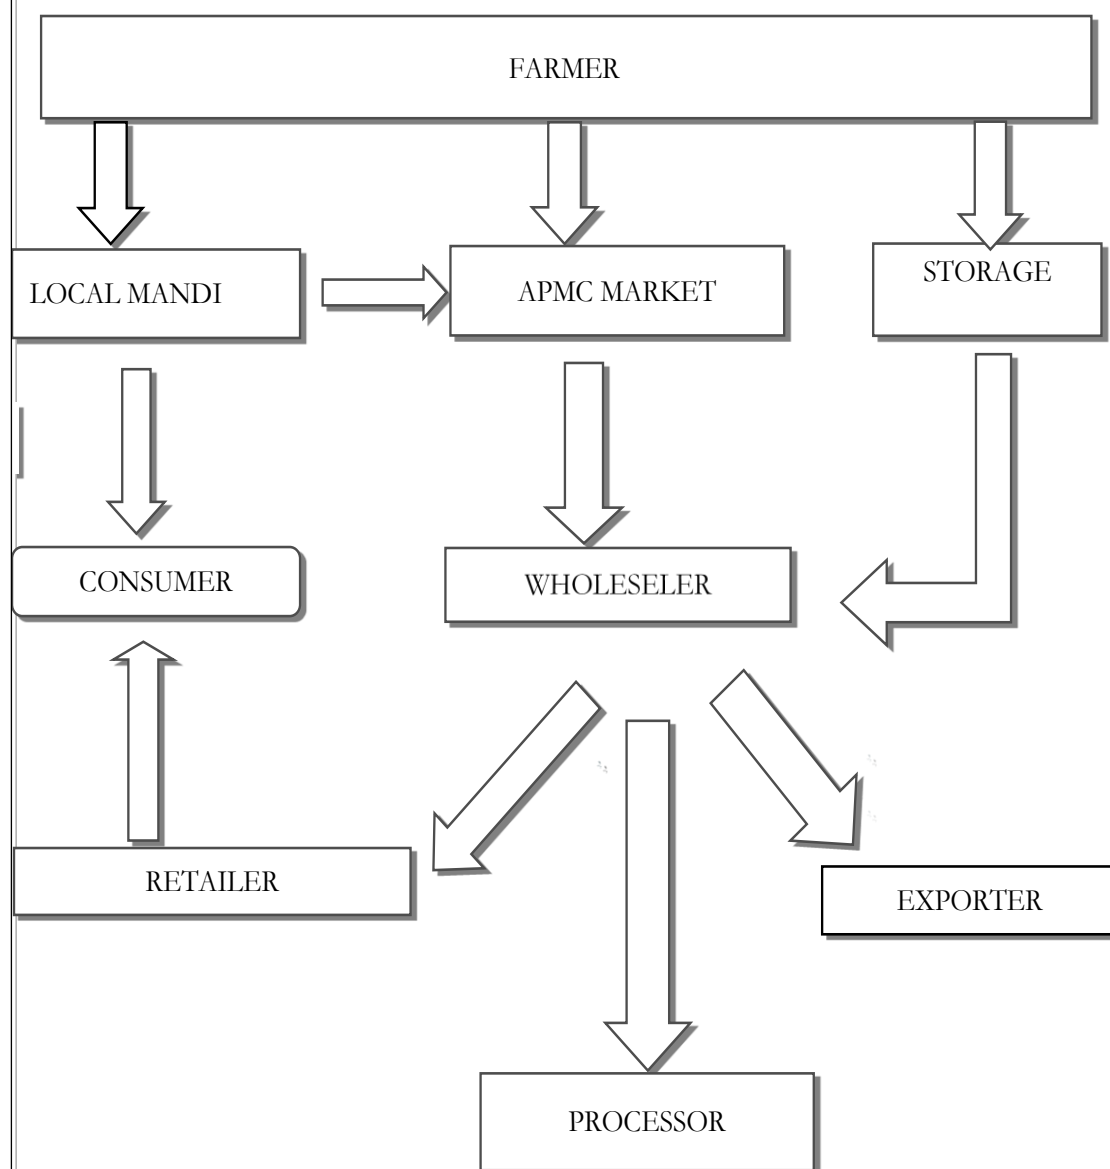 FARMER
LOCAL MANDI
APMC MARKET
STORAGE
CONSUMER
WHOLESELER
RETAILER
EXPORTER
PROCESSOR